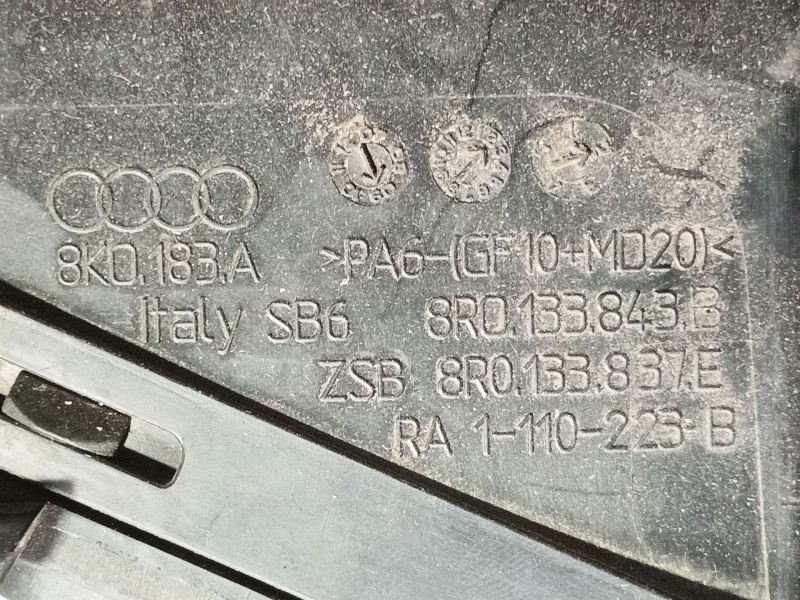 8K0.183.A >PA6-(GF10+MD20)<
Italy SB6 8R0.133.843.B
ZSB 8R0.133.837.E
RA 1-110-223-B